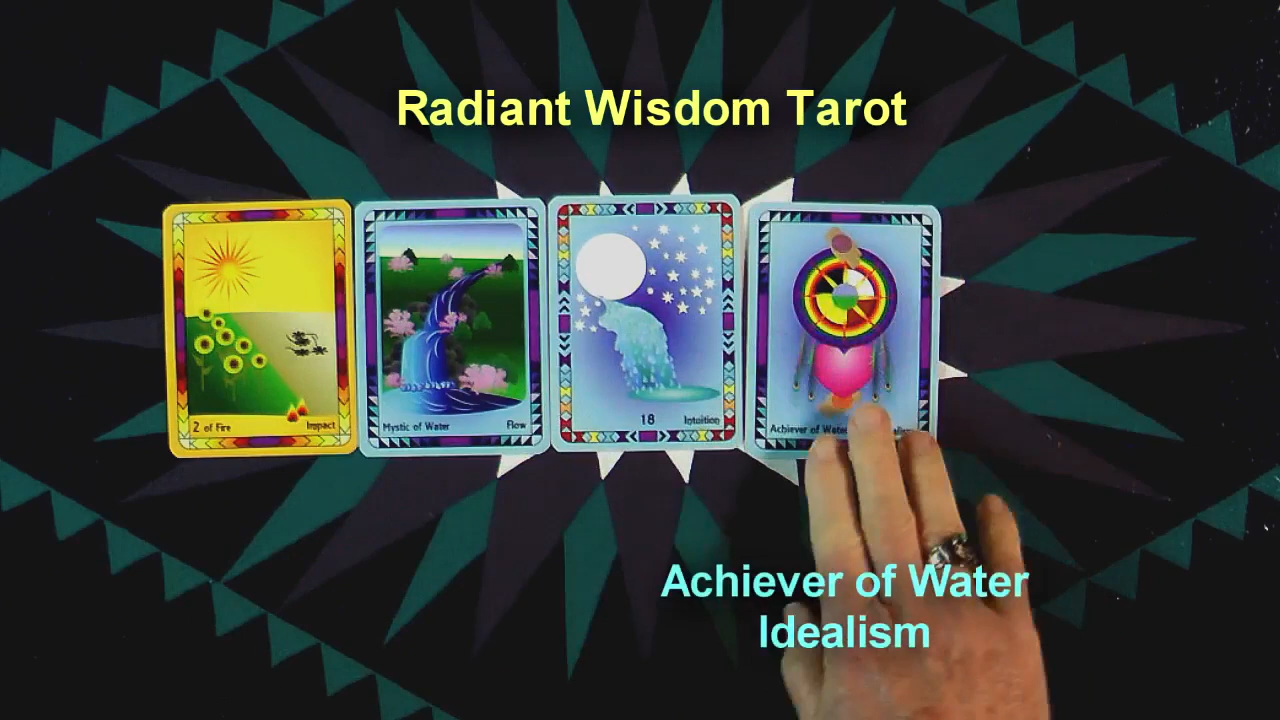 Radiant Wisdom Tarot
2 of Fire Impact
Mystic of Water Flow
18 Intuition
Achiever of
Achiever of Water
Idealism